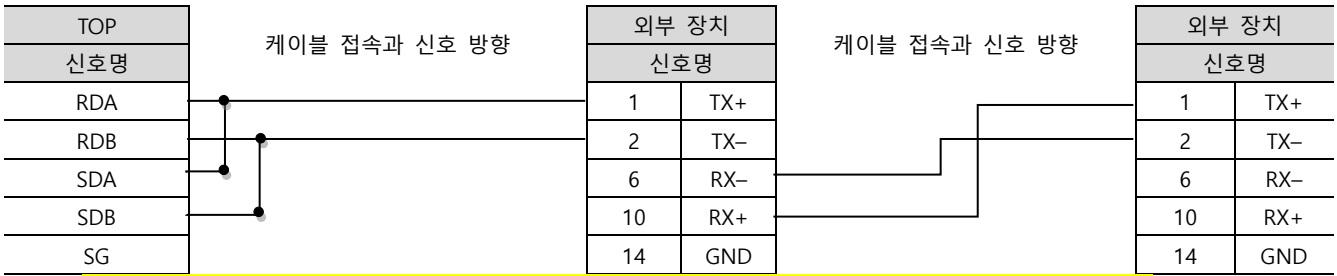 TOP 케이블 접속과 신호 방향 외부 장치 케이블 접속과 신호 방향 외부 장치
신호명 신호명 신호명
RDA 1 TX+ 1 TX+
RDB 2 TX– 2 TX–
SDA 6 RX– 6 RX–
SDB 10 RX+ 10 RX+
SG 14 GND 14 GND